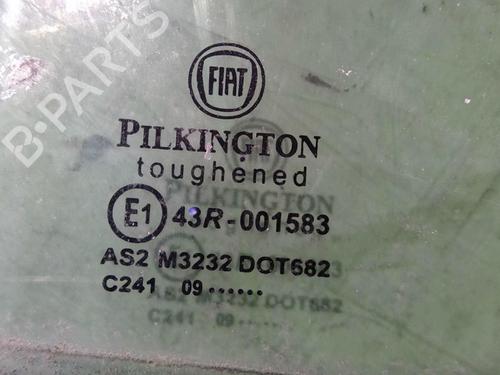 B-PARTS
FIAT
PILKINGTON
toughened
E1 43R-001583
AS2 M3232 DOT682
C241 09.......